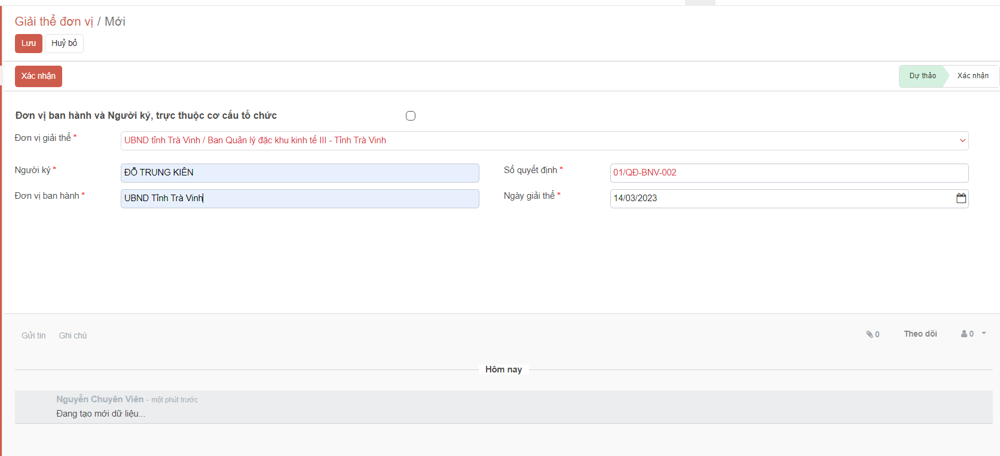 Giải thể đơn vị / Mới
Lưu Huỷ bỏ
Xác nhận Dự thảo Xác nhận
Đơn vị ban hành và Người ký, trực thuộc cơ cấu tổ chức
Đơn vị giải thể * UBND tỉnh Trà Vinh / Ban Quản lý đặc khu kinh tế III - Tỉnh Trà Vinh
Người ký * ĐỖ TRUNG KIÊN Số quyết định * 01/QĐ-BNV-002
Đơn vị ban hành * UBND Tỉnh Trà Vinh Ngày giải thể * 14/03/2023
Gửi tin Ghi chú 0 Theo dõi 0
Hôm nay
Nguyễn Chuyên Viên - một phút trước
Đang tạo mới dữ liệu...